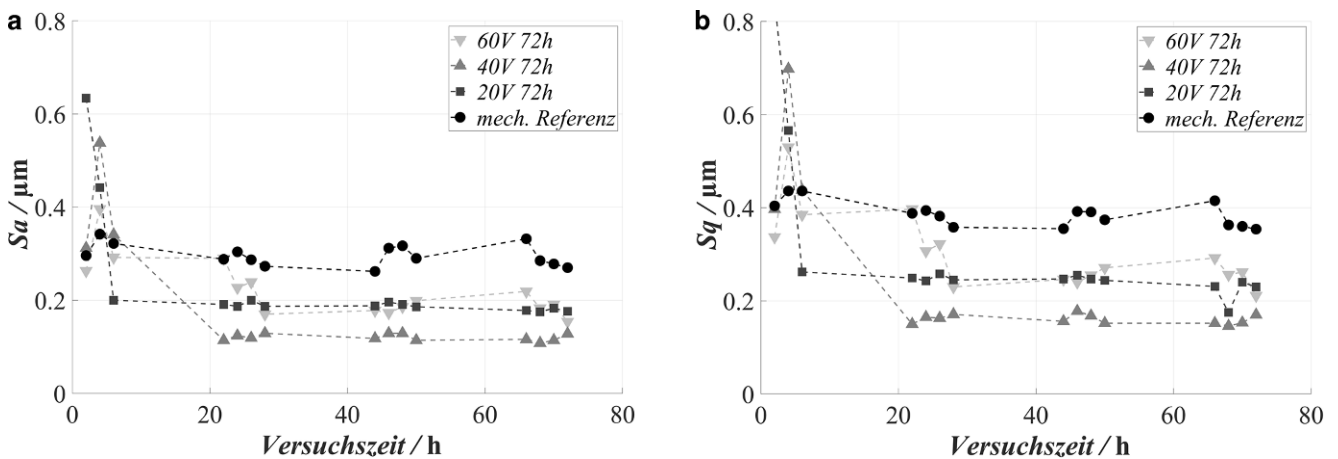 a
0.8
0.6
0.4
0.2
0
Sa / μm
60V 72h
40V 72h
20V 72h
mech. Referenz
0 20 40 60 80
Versuchszeit / h
b
0.8
0.6
0.4
0.2
0
Sq / μm
60V 72h
40V 72h
20V 72h
mech. Referenz
0 20 40 60 80
Versuchszeit / h